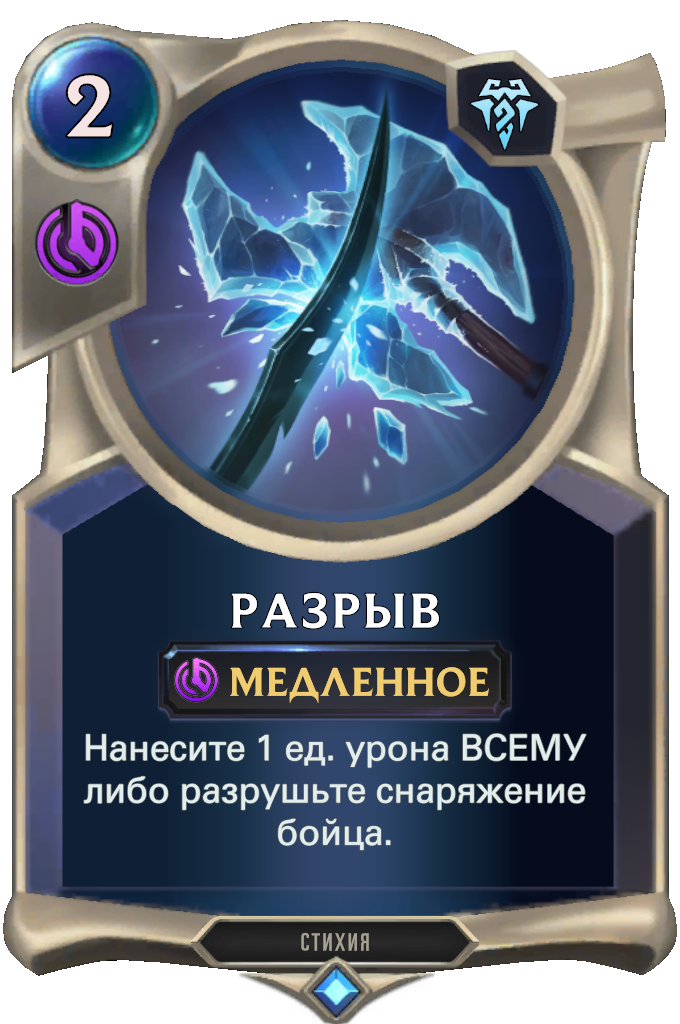 2
РАЗРЫВ
МЕДЛЕННОЕ
Нанесите 1 ед. урона ВСЕМУ
либо разрушьте снаряжение
бойца.
СТИХИЯ